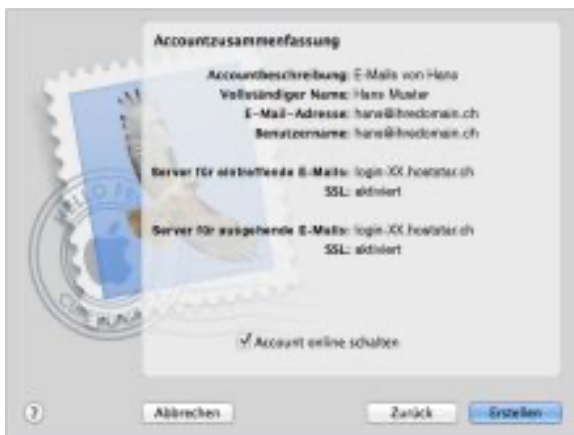 Accountzusammenfassung
Accountbeschreibung: E-Mails von Hans
Vollständiger Name: Hans Muster
E-Mail-Adresse: hans@ihredomain.ch
Benutzername: hans@ihredomain.ch
Server für eintreffende E-Mails: login-XX.hoststar.ch
SSL: aktiviert
Server für ausgehende E-Mails: login-XX.hoststar.ch
SSL: aktiviert
Account online schalten
? Abbrechen Zurück Erstellen